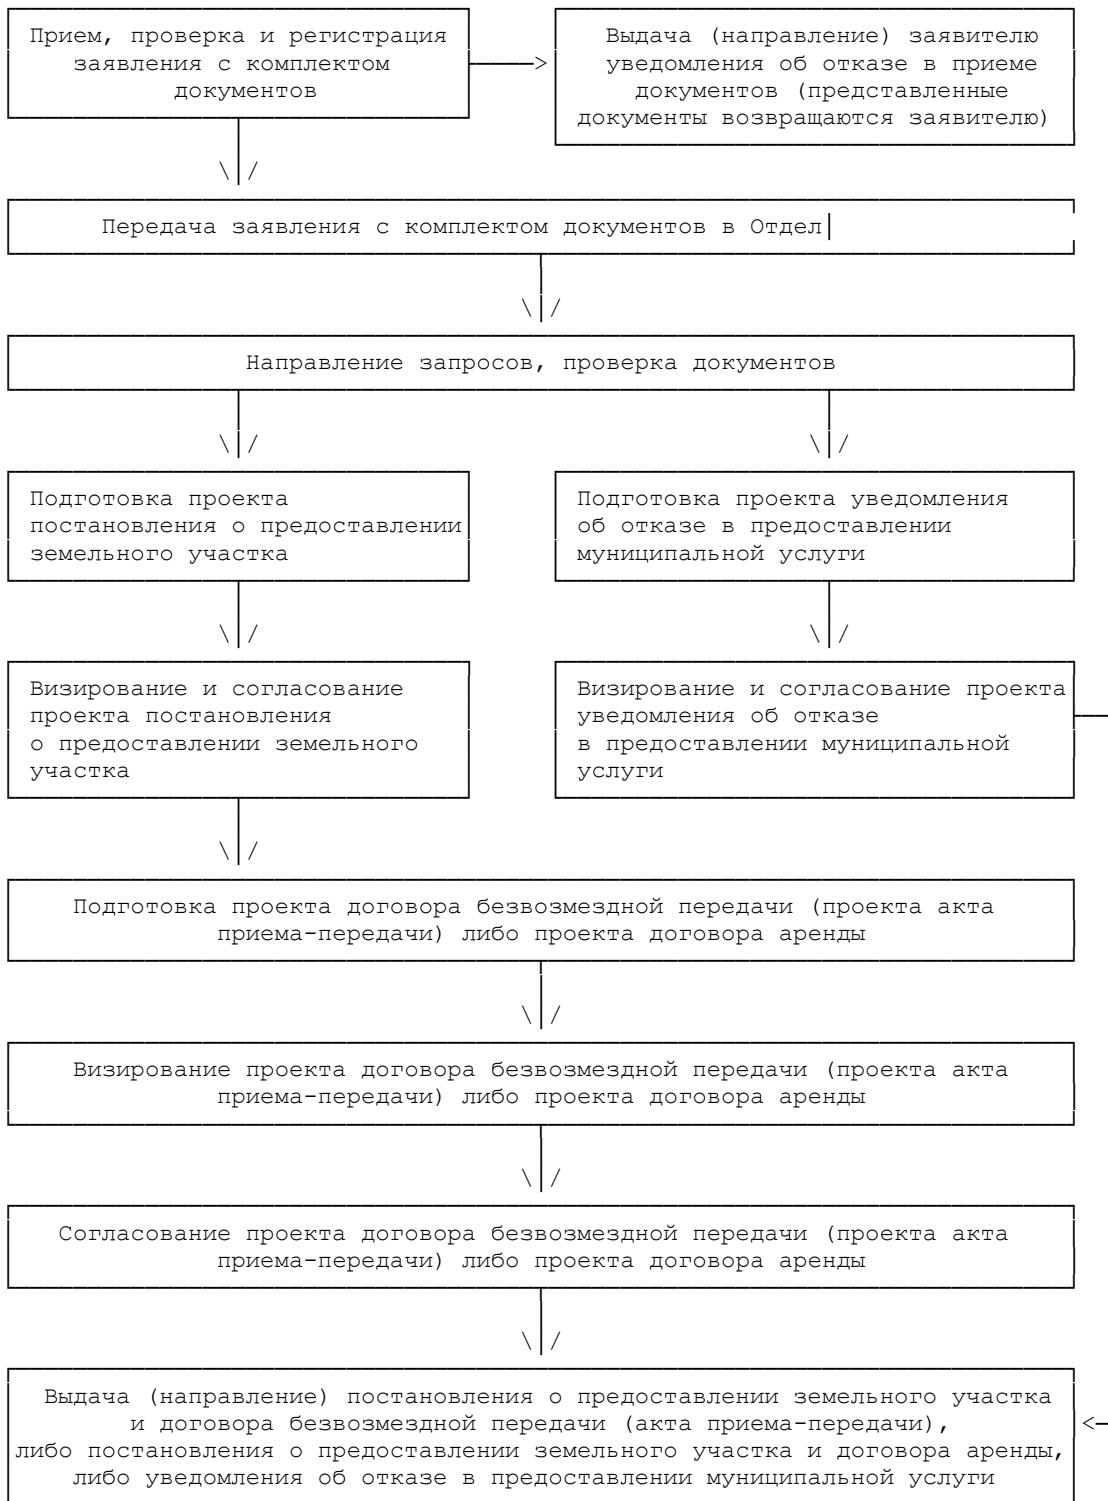 Прием, проверка и регистрация
заявления с комплектом
документов
Выдача (направление) заявителю
уведомления об отказе в приеме
документов (представленные
документы возвращаются заявителю)
Передача заявления с комплектом документов в Отдел
Направление запросов, проверка документов
Подготовка проекта
постановления о предоставлении
земельного участка
Подготовка проекта уведомления
об отказе в предоставлении
муниципальной услуги
Визирование и согласование
проекта постановления
о предоставлении земельного
участка
Визирование и согласование проекта
уведомления об отказе
в предоставлении муниципальной
услуги
Подготовка проекта договора безвозмездной передачи (проекта акта
приема-передачи) либо проекта договора аренды
Визирование проекта договора безвозмездной передачи (проекта акта
приема-передачи) либо проекта договора аренды
Согласование проекта договора безвозмездной передачи (проекта акта
приема-передачи) либо проекта договора аренды
Выдача (направление) постановления о предоставлении земельного участка
и договора безвозмездной передачи (акта приема-передачи),
либо постановления о предоставлении земельного участка и договора аренды,
либо уведомления об отказе в предоставлении муниципальной услуги